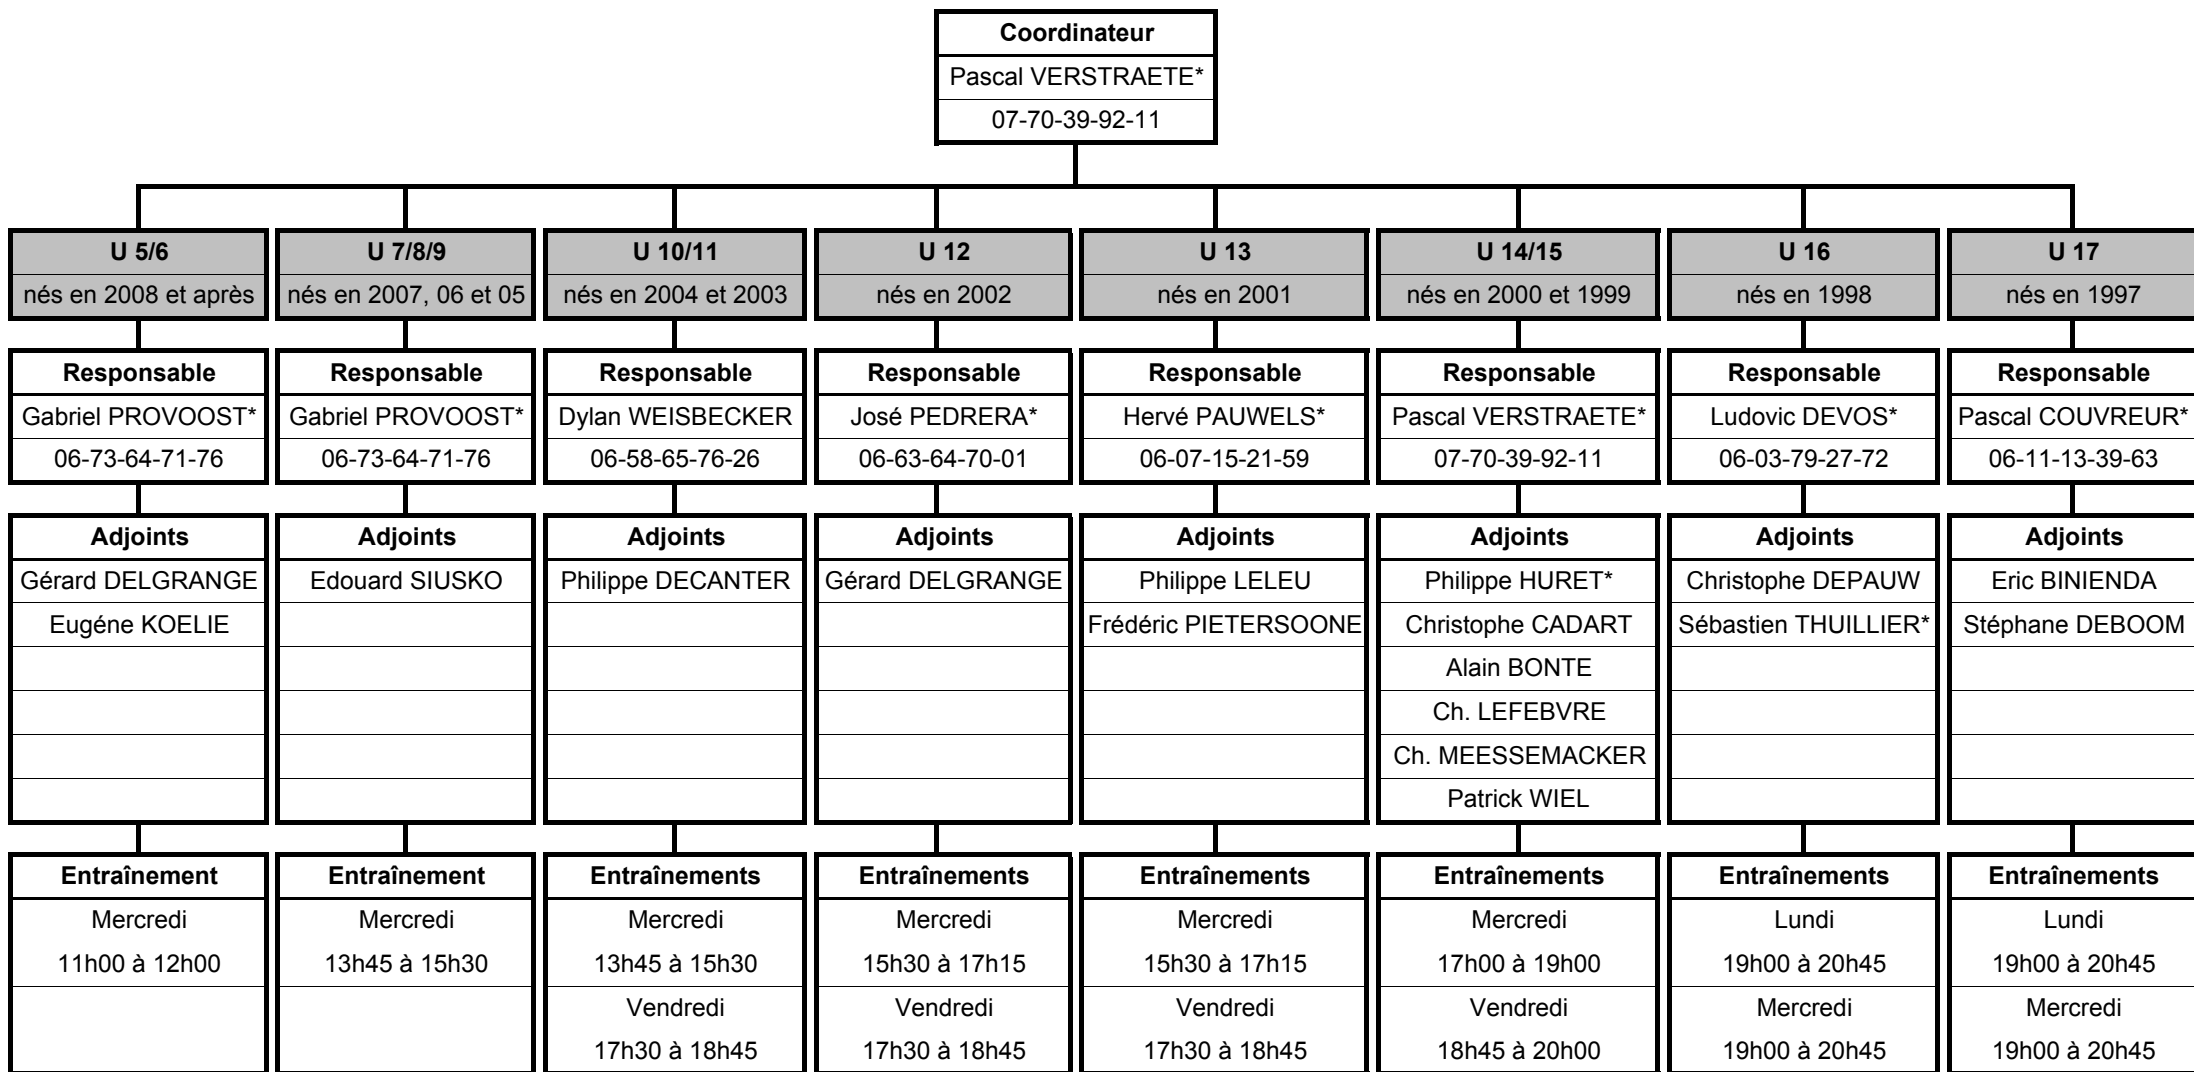 Coordinateur
Pascal VERSTRAETE*
07-70-39-92-11
U 5/6
nés en 2008 et après
Responsable
Gabriel PROVOOST*
06-73-64-71-76
Adjoints
Gérard DELGRANGE
Eugéne KOELIE
Entraînement
Mercredi
11h00 à 12h00
U 7/8/9
nés en 2007, 06 et 05
Responsable
Gabriel PROVOOST*
06-73-64-71-76
Adjoints
Edouard SIUSKO
Entraînement
Mercredi
13h45 à 15h30
U 10/11
nés en 2004 et 2003
Responsable
Dylan WEISBECKER
06-58-65-76-26
Adjoints
Philippe DECANTER
Entraînements
Mercredi
13h45 à 15h30
Vendredi
17h30 à 18h45
U 12
nés en 2002
Responsable
José PEDRERA*
06-63-64-70-01
Adjoints
Gérard DELGRANGE
Entraînements
Mercredi
15h30 à 17h15
Vendredi
17h30 à 18h45
U 13
nés en 2001
Responsable
Hervé PAUWELS*
06-07-15-21-59
Adjoints
Philippe LELEU
Frédéric PIETERSOONE
Entraînements
Mercredi
15h30 à 17h15
Vendredi
17h30 à 18h45
U 14/15
nés en 2000 et 1999
Responsable
Pascal VERSTRAETE*
07-70-39-92-11
Adjoints
Philippe HURET*
Christophe CADART
Alain BONTE
Ch. LEFEBVRE
Ch. MEESSEMACKER
Patrick WIEL
Entraînements
Mercredi
17h00 à 19h00
Vendredi
18h45 à 20h00
U 16
nés en 1998
Responsable
Ludovic DEVOS*
06-03-79-27-72
Adjoints
Christophe DEPAUW
Sébastien THUILLIER*
Entraînements
Lundi
19h00 à 20h45
Mercredi
19h00 à 20h45
U 17
nés en 1997
Responsable
Pascal COUVREUR*
06-11-13-39-63
Adjoints
Eric BINIENDA
Stéphane DEBOOM
Entraînements
Lundi
19h00 à 20h45
Mercredi
19h00 à 20h45